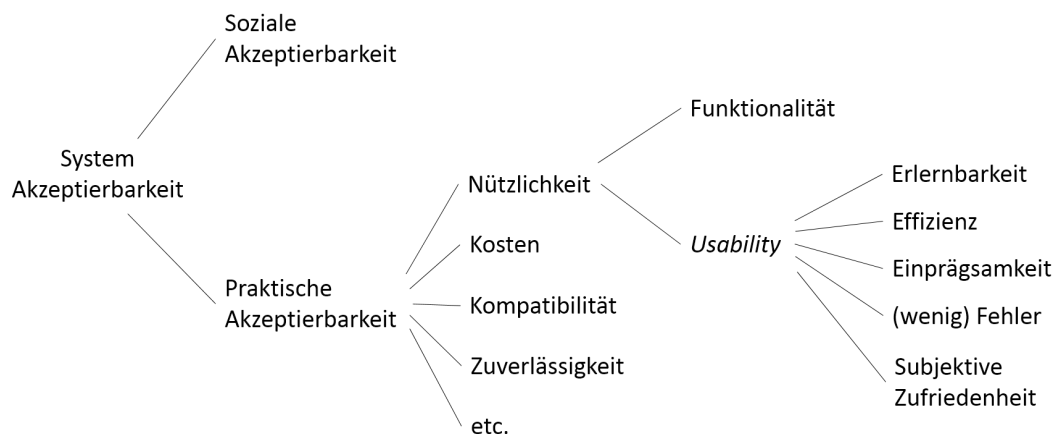 Soziale
Akzeptierbarkeit
System
Akzeptierbarkeit
Praktische
Akzeptierbarkeit
Nützlichkeit
Kosten
Kompatibilität
Zuverlässigkeit
etc.
Funktionalität
Usability
Erlernbarkeit
Effizienz
Einprägsamkeit
(wenig) Fehler
Subjektive
Zufriedenheit